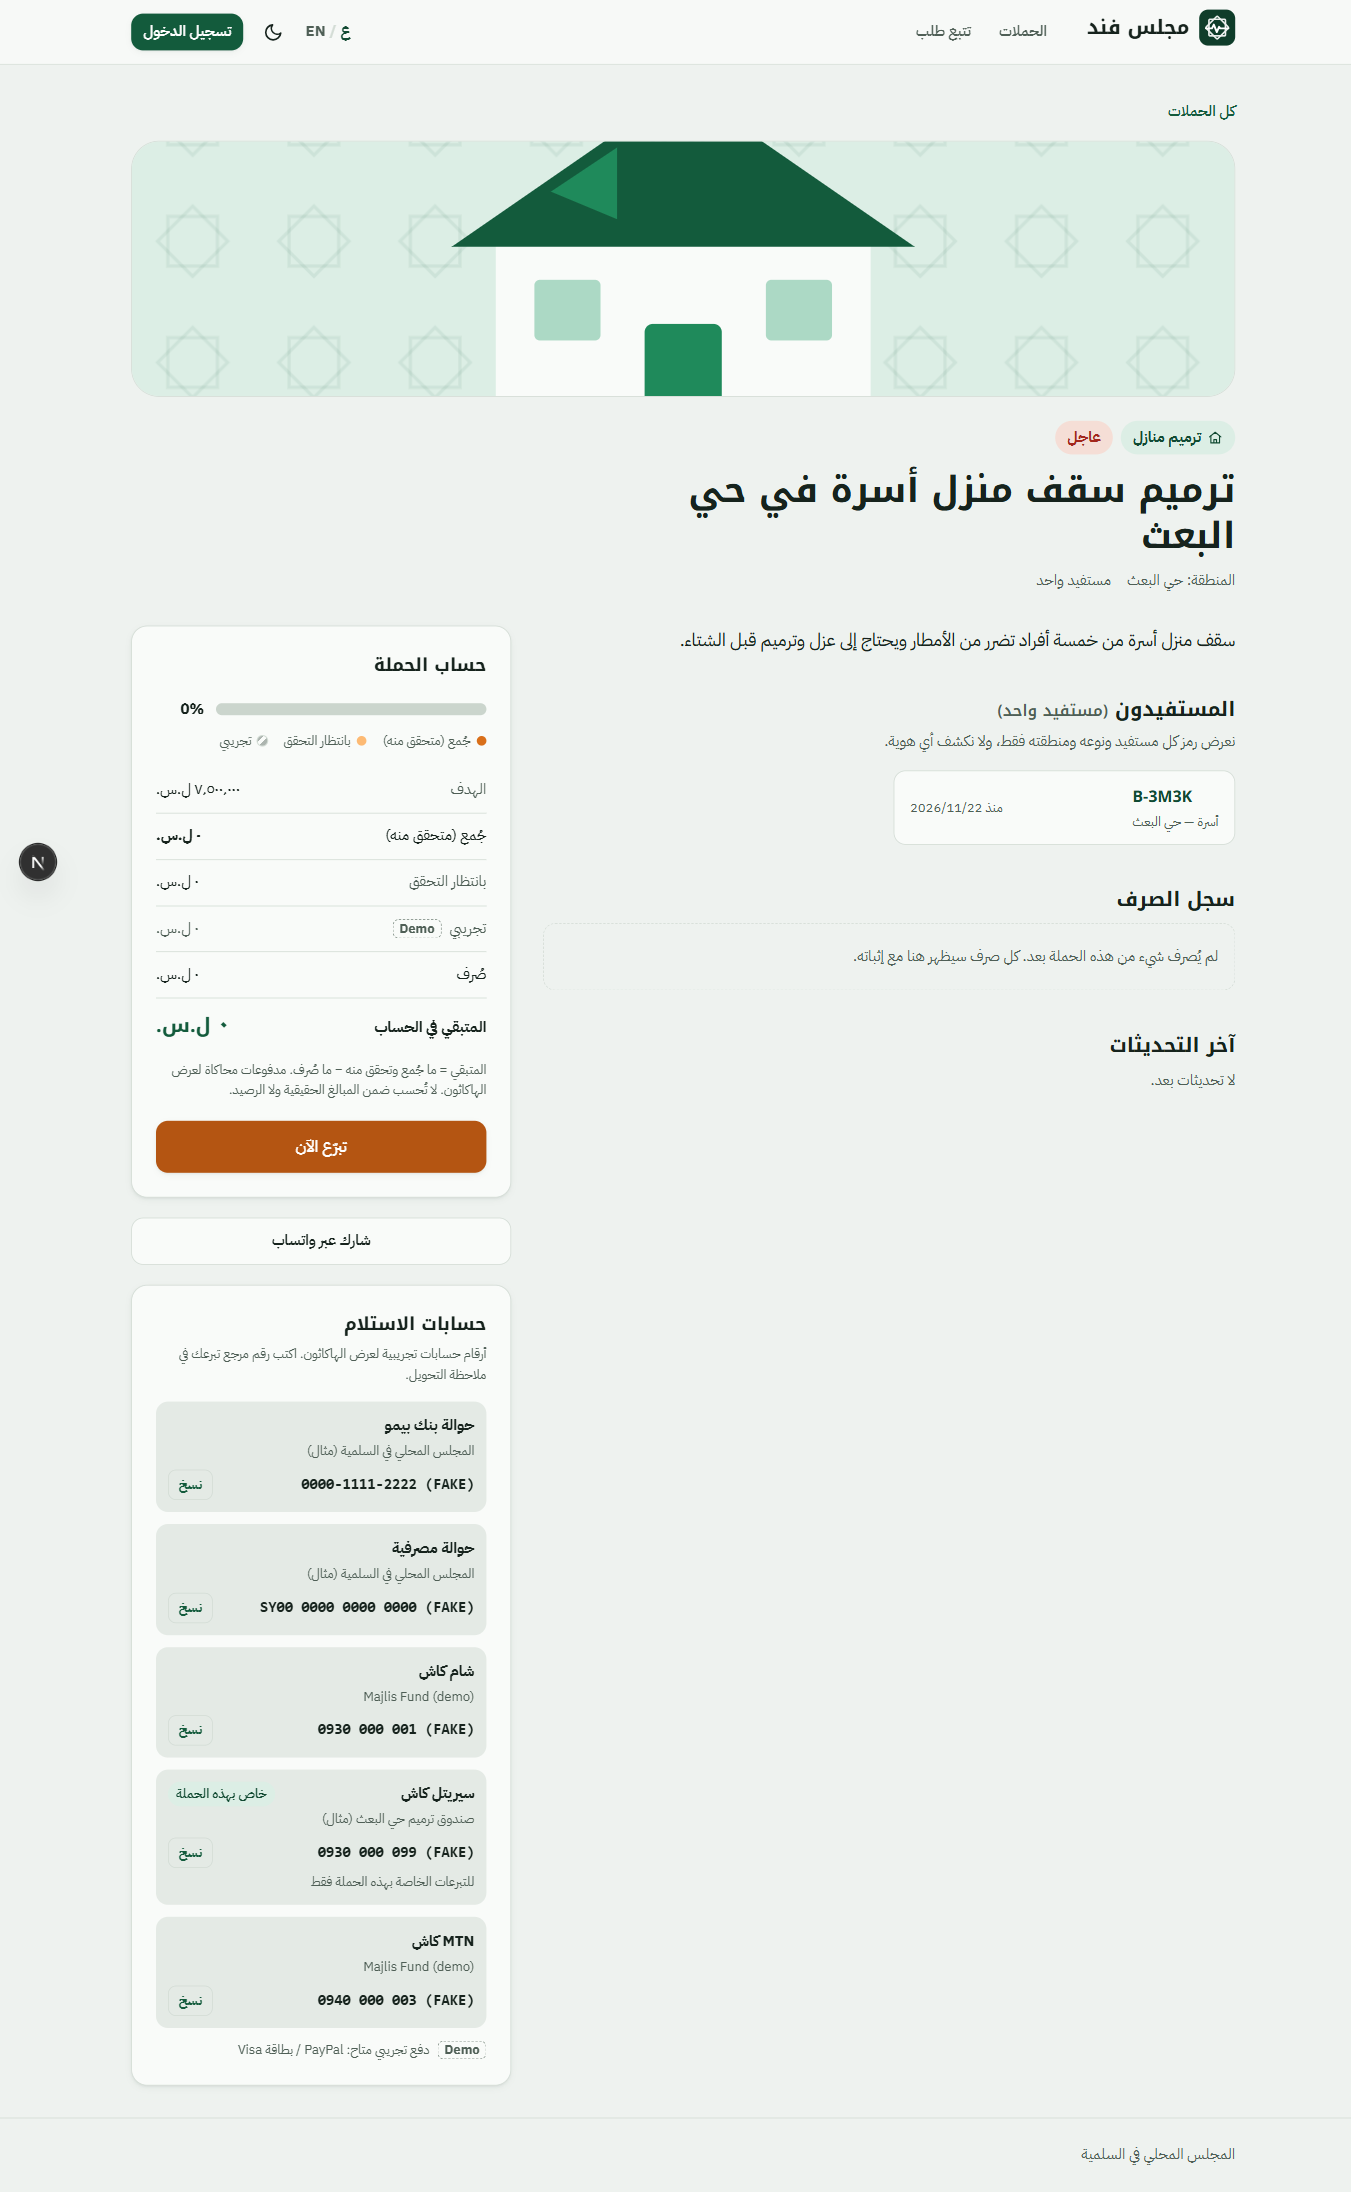 مجلس فند
الحملات
تتبع طلب
ع / EN
تسجيل الدخول
كل الحملات
ترميم منازل
عاجل
ترميم سقف منزل أسرة في حي
البعث
المنطقة: حي البعث مستفيد واحد
سقف منزل أسرة من خمسة أفراد تضرر من الأمطار ويحتاج إلى عزل وترميم قبل الشتاء.
المستفيدون (مستفيد واحد)
نعرض رمز كل مستفيد ونوعه ومنطقته فقط، ولا نكشف أي هوية.
B-3M3K
أسرة — حي البعث
منذ 2026/11/22
سجل الصرف
لم يُصرف شيء من هذه الحملة بعد. كل صرف سيظهر هنا مع إثباته.
آخر التحديثات
لا تحديثات بعد.
حساب الحملة
0%
جُمع (متحقق منه)
بانتظار التحقق
تجريبي
الهدف ٧٬٥٠٠٬٠٠٠ ل.س.
جُمع (متحقق منه) ٠ ل.س.
بانتظار التحقق ٠ ل.س.
تجريبي Demo ٠ ل.س.
صُرف ٠ ل.س.
المتبقي في الحساب ٠ ل.س.
المتبقي = ما جُمع وتحقق منه − ما صُرف. مدفوعات محاكاة لعرض
الهاكاثون. لا تُحسب ضمن المبالغ الحقيقية ولا الرصيد.
تبرّع الآن
شارك عبر واتساب
حسابات الاستلام
أرقام حسابات تجريبية لعرض الهاكاثون. اكتب رقم مرجع تبرعك في
ملاحظة التحويل.
حوالة بنك بيمو
المجلس المحلي في السلمية (مثال)
0000-1111-2222 (FAKE)
نسخ
حوالة مصرفية
المجلس المحلي في السلمية (مثال)
SY00 0000 0000 0000 (FAKE)
نسخ
شام كاش
Majlis Fund (demo)
0930 000 001 (FAKE)
نسخ
سيريتل كاش
خاص بهذه الحملة
صندوق ترميم حي البعث (مثال)
0930 000 099 (FAKE)
نسخ
للتبرعات الخاصة بهذه الحملة فقط
MTN كاش
Majlis Fund (demo)
0940 000 003 (FAKE)
نسخ
Demo دفع تجريبي متاح: PayPal / بطاقة Visa
المجلس المحلي في السلمية
N